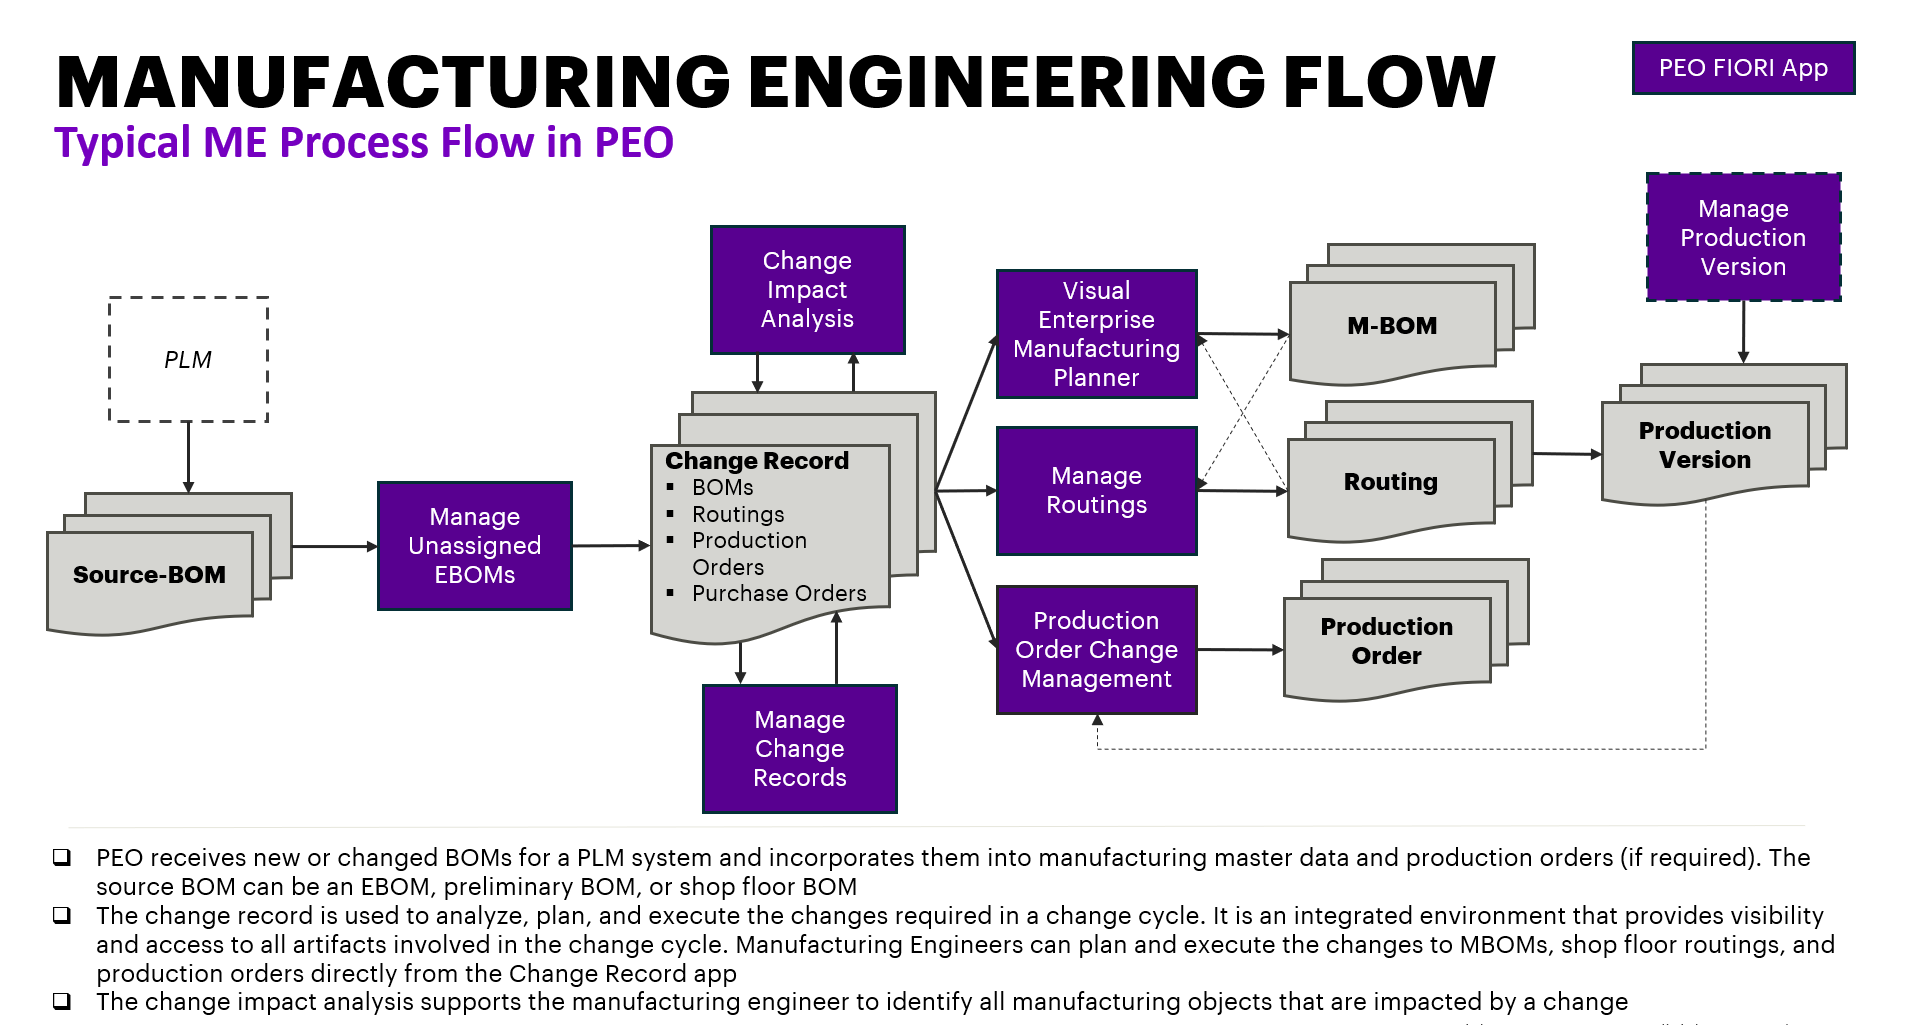 MANUFACTURING ENGINEERING FLOW
Typical ME Process Flow in PEO
PEO FIORI App
Manage
Production
Version
Change
Impact
Analysis
Visual
Enterprise
Manufacturing
Planner
M-BOM
PLM
Production
Version
Change Record
▪ BOMs
▪ Routings
▪ Production
Orders
▪ Purchase Orders
Manage
Routings
Routing
Manage
Unassigned
EBOMs
Source-BOM
Production
Order Change
Management
Production
Order
Manage
Change
Records
❑ PEO receives new or changed BOMs for a PLM system and incorporates them into manufacturing master data and production orders (if required). The
source BOM can be an EBOM, preliminary BOM, or shop floor BOM
❑ The change record is used to analyze, plan, and execute the changes required in a change cycle. It is an integrated environment that provides visibility
and access to all artifacts involved in the change cycle. Manufacturing Engineers can plan and execute the changes to MBOMs, shop floor routings, and
production orders directly from the Change Record app
❑ The change impact analysis supports the manufacturing engineer to identify all manufacturing objects that are impacted by a change